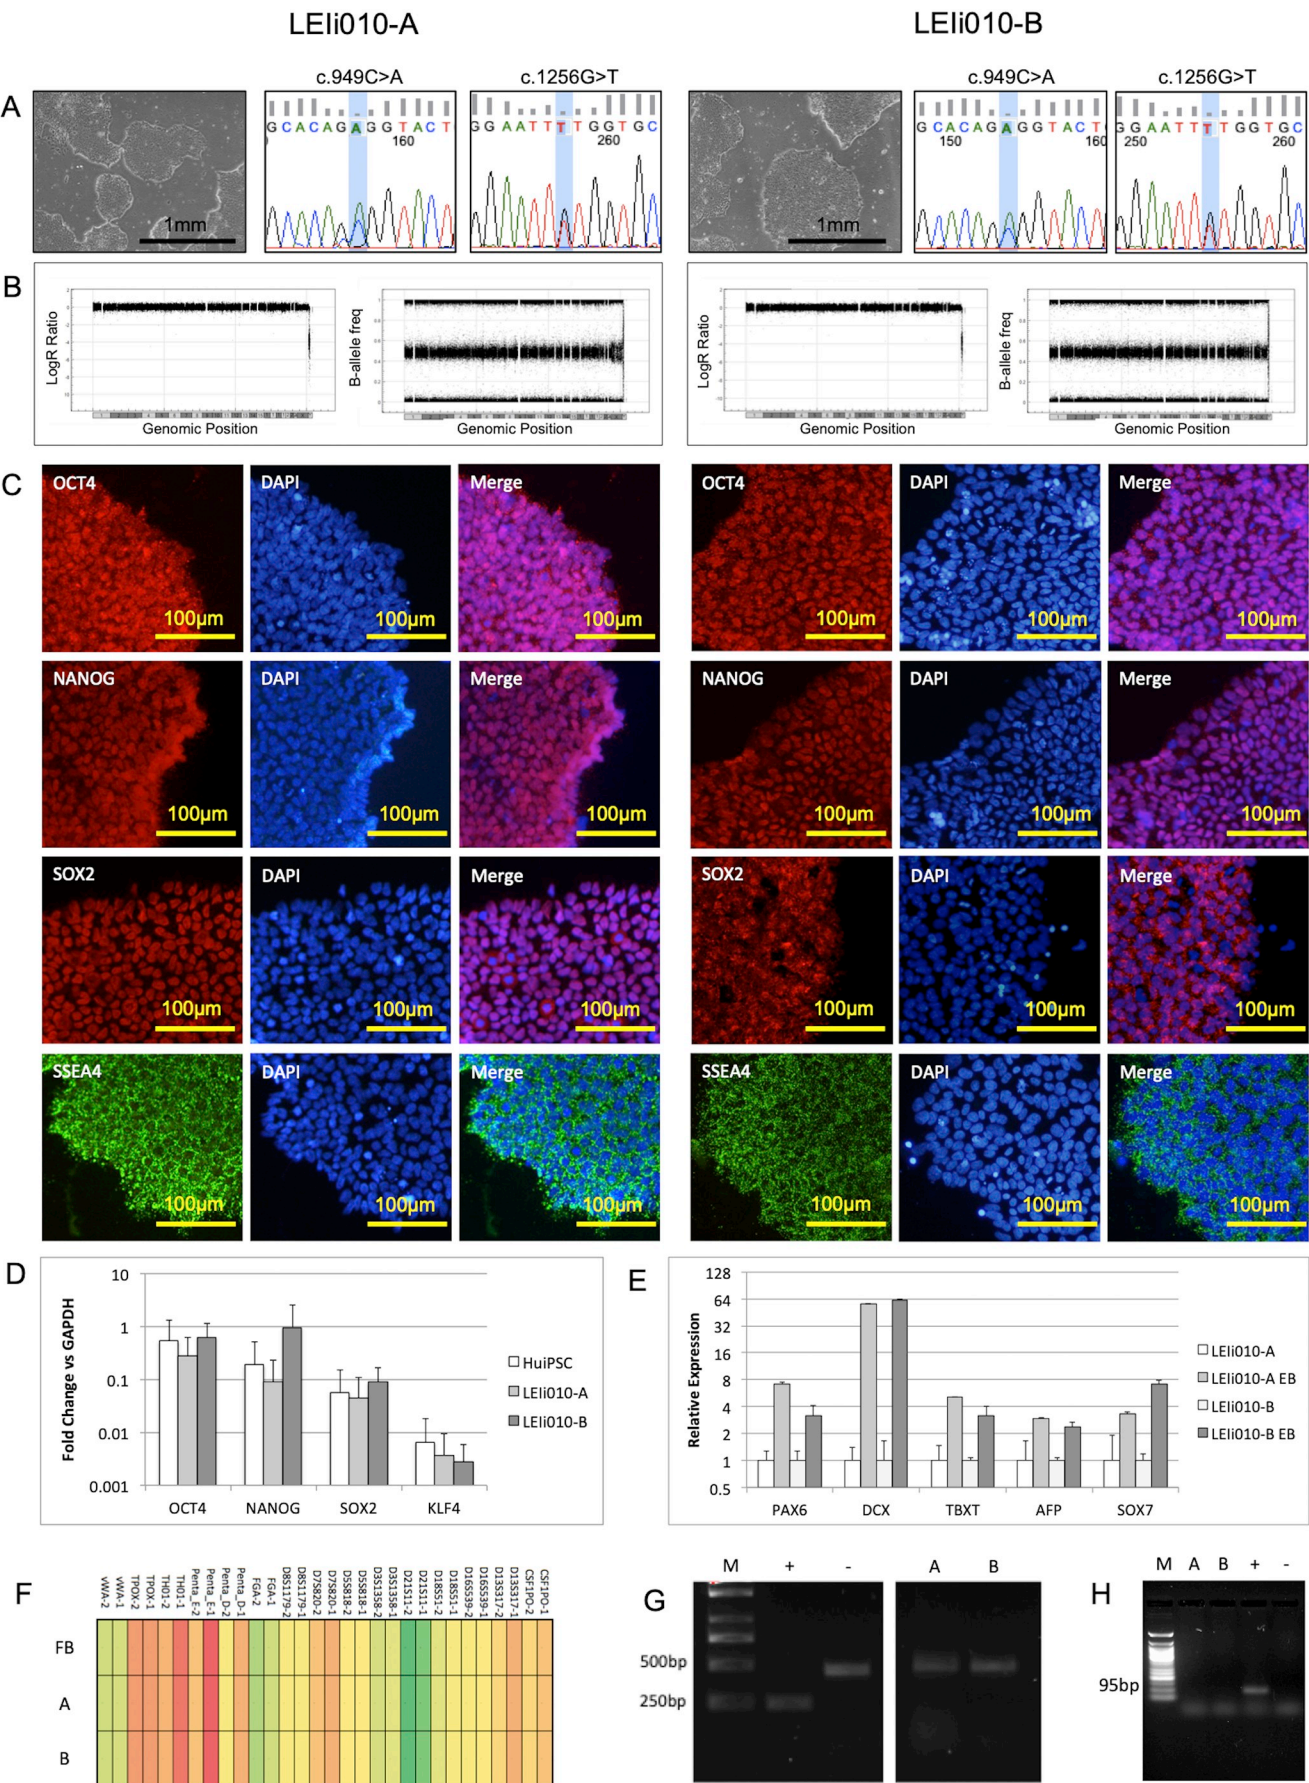 LEIi010-A
LEIi010-B
A
c.949C>A
c.1256G>T
c.949C>A
c.1256G>T
1mm
GCACAGAGGTACT
160
GGAATTTTGGTGC
260
1mm
GCACAGAGGTACT
150
160
GGAATTTTGGTGC
250
260
B
LogR Ratio
Genomic Position
B-allele freq
Genomic Position
LogR Ratio
Genomic Position
B-allele freq
Genomic Position
C
OCT4
DAPI
Merge
OCT4
DAPI
Merge
100µm
100µm
100µm
100µm
100µm
100µm
NANOG
DAPI
Merge
NANOG
DAPI
Merge
100µm
100µm
100µm
100µm
100µm
100µm
SOX2
DAPI
Merge
SOX2
DAPI
Merge
100µm
100µm
100µm
100µm
100µm
100µm
SSEA4
DAPI
Merge
SSEA4
DAPI
Merge
100µm
100µm
100µm
100µm
100µm
100µm
D
Fold Change vs GAPDH
10
1
0.1
0.01
0.001
OCT4
NANOG
SOX2
KLF4
HuiPSC
LEIi010-A
LEIi010-B
E
Relative Expression
128
64
32
16
8
4
2
1
0.5
PAX6
DCX
TBXT
AFP
SOX7
LEIi010-A
LEIi010-A EB
LEIi010-B
LEIi010-B EB
F
vWA-2
vWA-1
TPOX-2
TPOX-1
TH01-2
TH01-1
Penta_E-2
Penta_E-1
Penta_D-2
Penta_D-1
FGA-2
FGA-1
D8S1179-2
D8S1179-1
D7S820-2
D7S820-1
D5S818-2
D5S818-1
D3S1358-2
D3S1358-1
D21S11-2
D21S11-1
D18S51-2
D18S51-1
D16S539-2
D16S539-1
D13S317-2
D13S317-1
CSF1PO-2
CSF1PO-1
FB
A
B
G
M
+
-
A
B
500bp
250bp
H
M
A
B
+
-
95bp